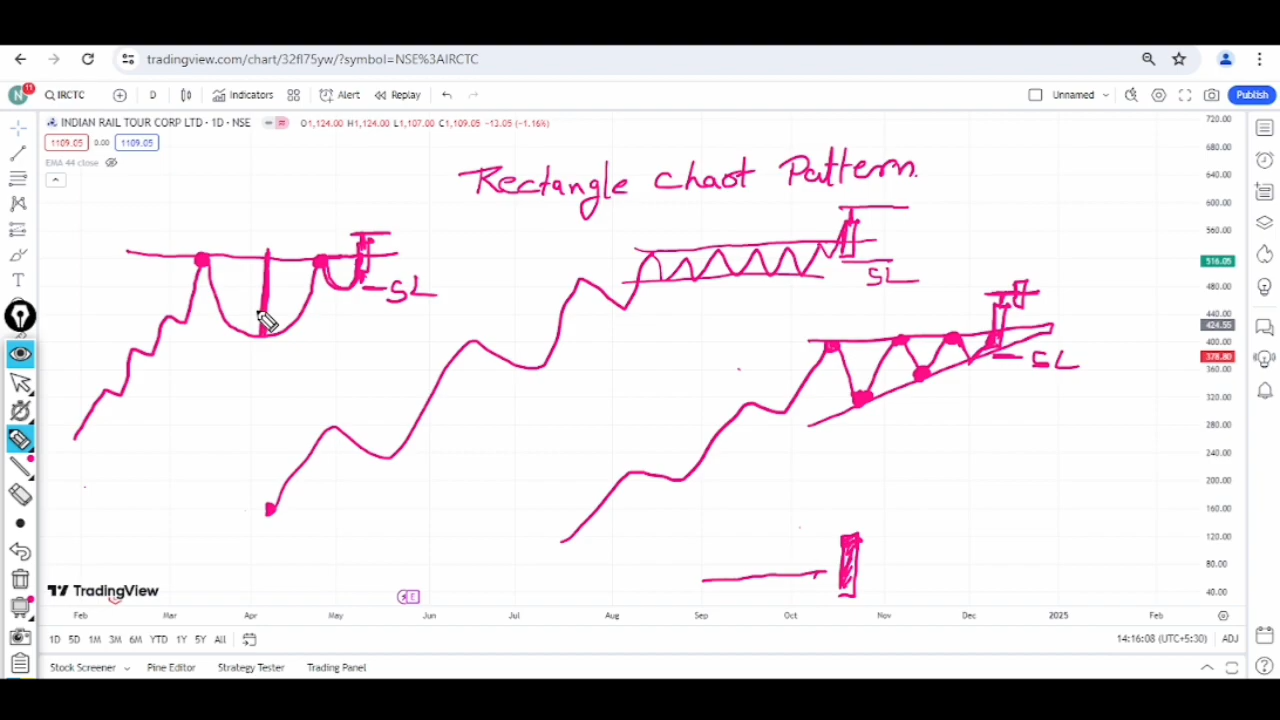 tradingview.com/chart/32fl75yw/?symbol=NSE%3AIRCTC
N 11 IRCTC D Indicators Alert Replay Unnamed Publish
INDIAN RAIL TOUR CORP LTD · 1D · NSE O1,124.00 H1,124.00 L1,107.00 C1,109.05 -13.05 (-1.16%)
1109.05 0.00 1109.05
EMA 44 close
Rectangle Chart Pattern
SL
SL
SL
720.00
680.00
640.00
600.00
560.00
516.05
480.00
440.00
424.55
400.00
378.80
360.00
320.00
280.00
240.00
200.00
160.00
120.00
80.00
40.00
T
TradingView
E
Feb Mar Apr May Jun Jul Aug Sep Oct Nov Dec 2025 Feb
1D 5D 1M 3M 6M YTD 1Y 5Y All 14:16:08 (UTC+5:30) ADJ
Stock Screener Pine Editor Strategy Tester Trading Panel